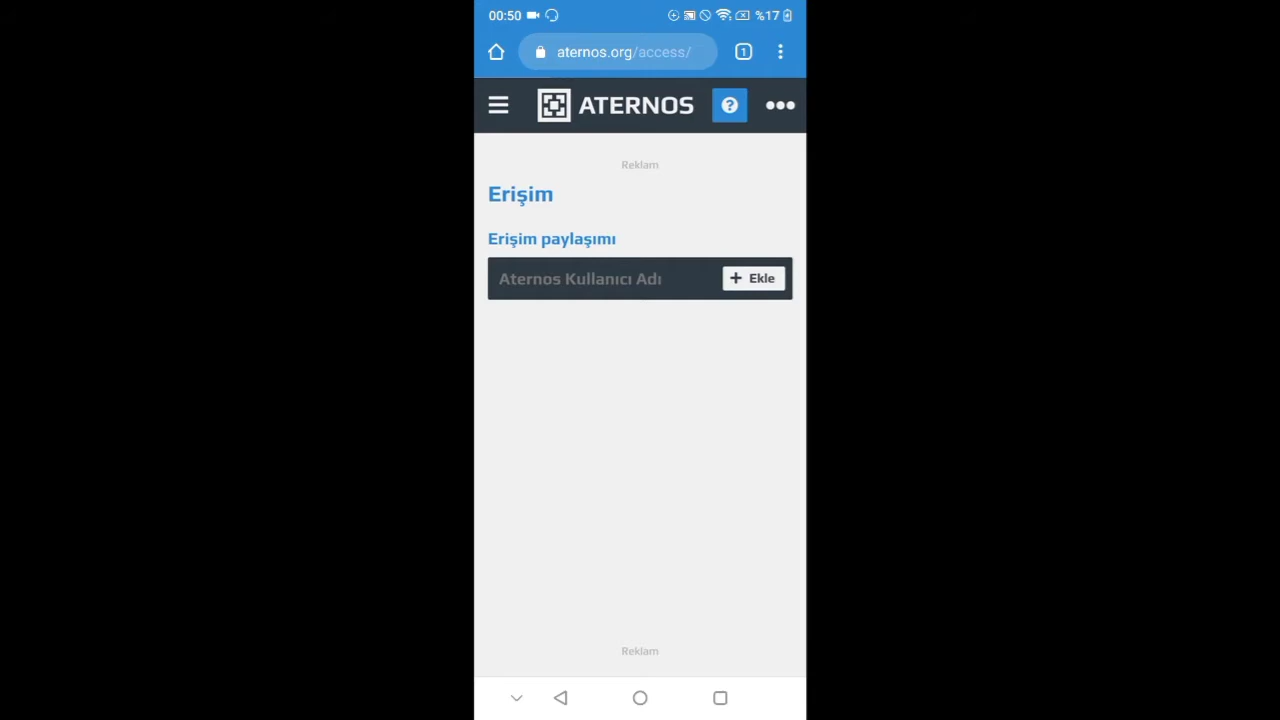 00:50 %17
aternos.org/access/ 1
ATERNOS ?
Reklam
Erişim
Erişim paylaşımı
Aternos Kullanıcı Adı + Ekle
Reklam